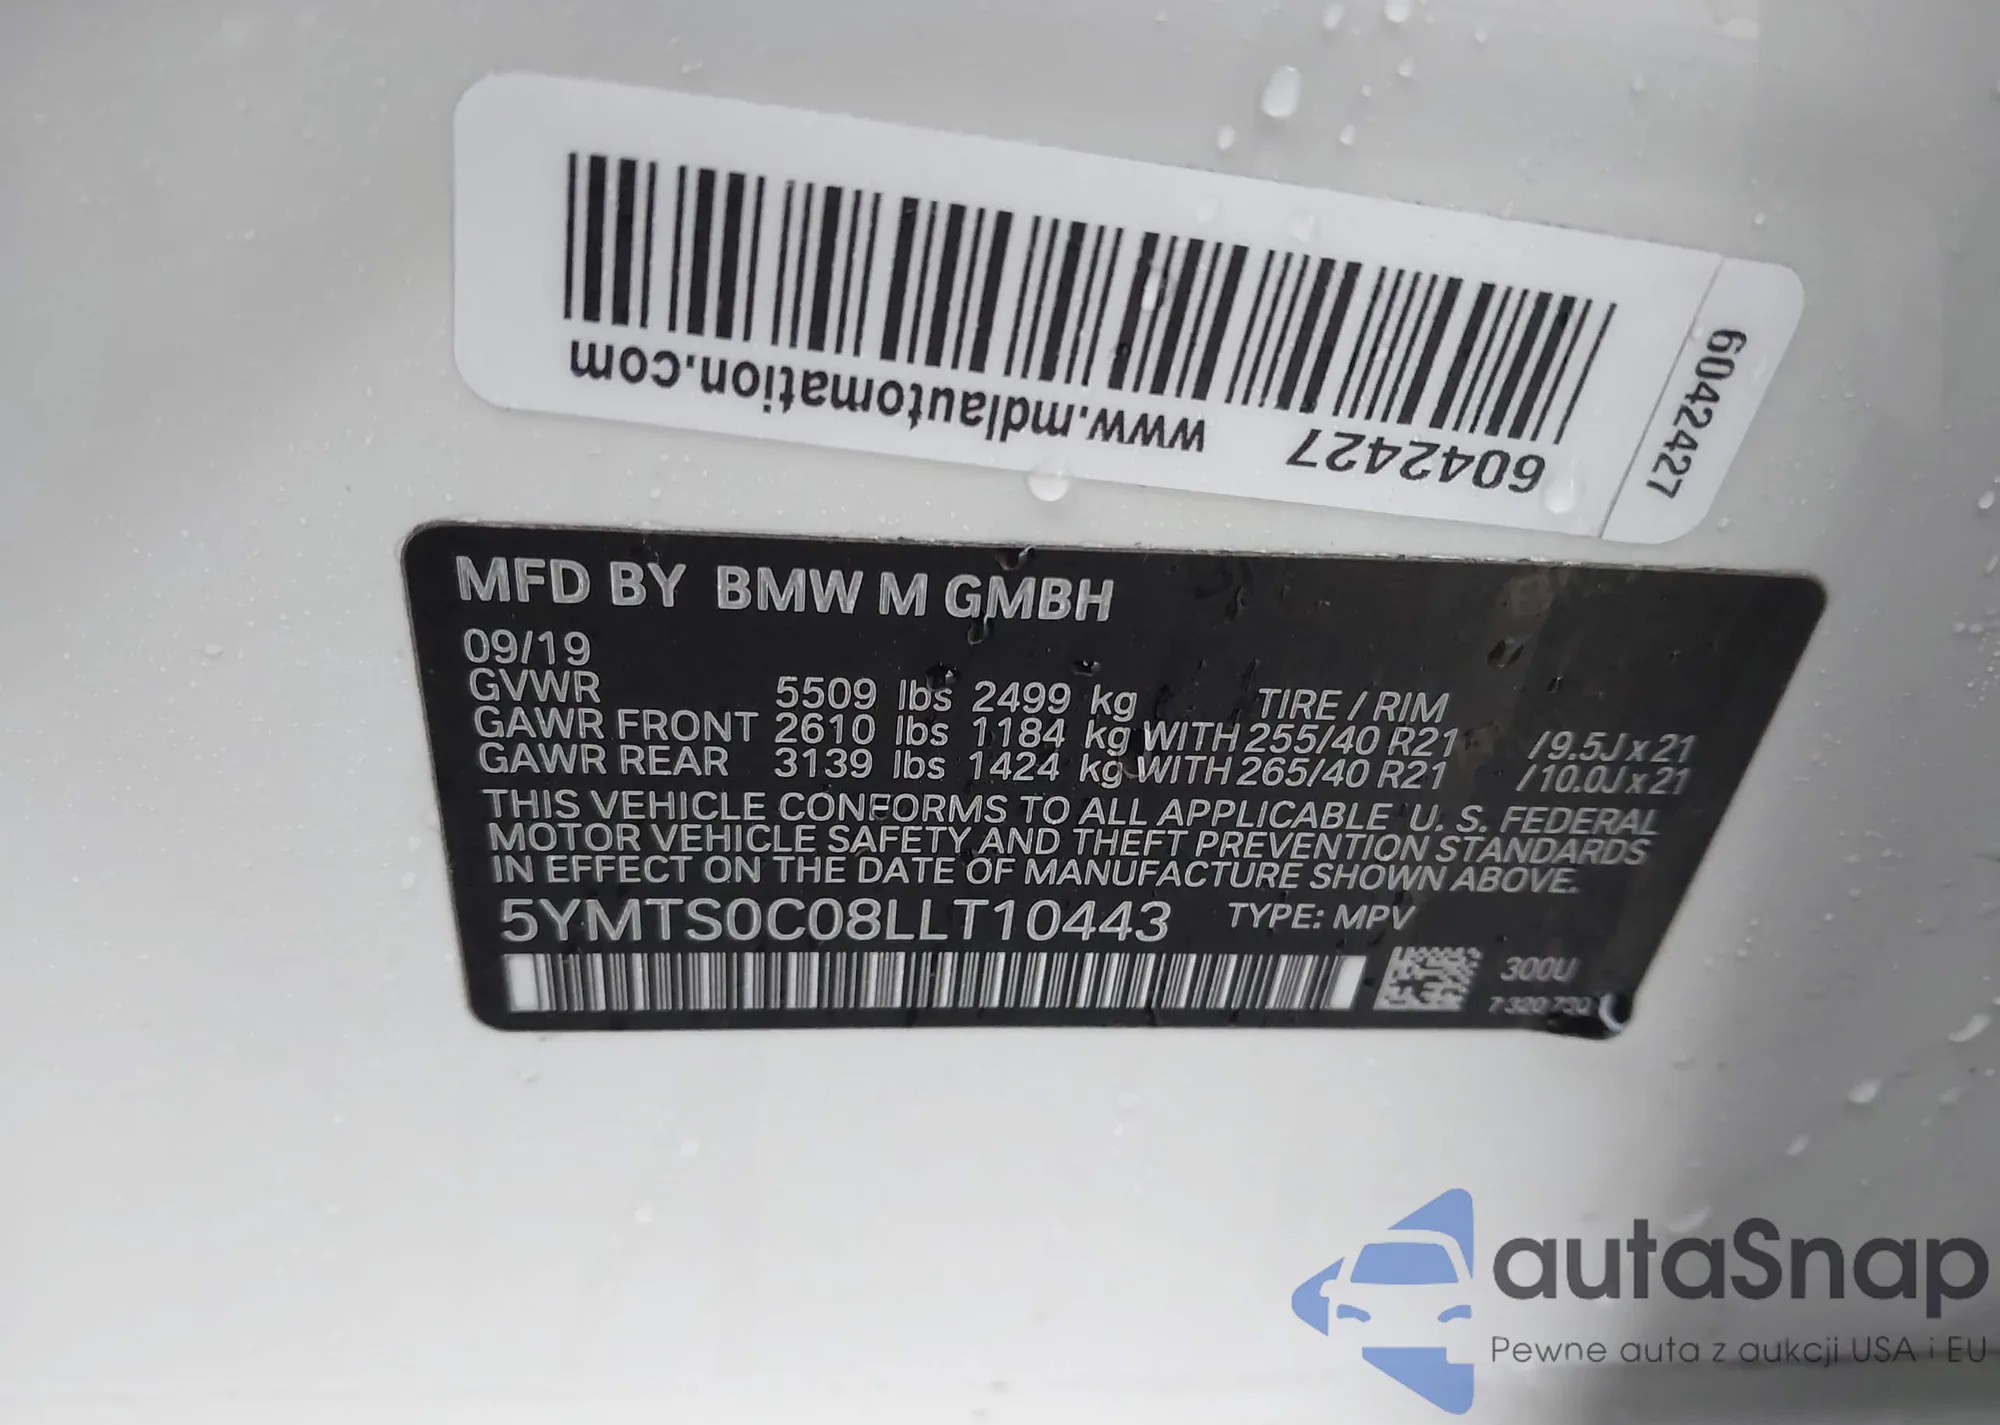 www.mdlautomation.com
6042427
6042427
MFD BY BMW M GMBH
09/19
GVWR 5509 lbs 2499 kg TIRE / RIM
GAWR FRONT 2610 lbs 1184 kg WITH 255/40 R21 /9.5J x 21
GAWR REAR 3139 lbs 1424 kg WITH 265/40 R21 /10.0J x 21
THIS VEHICLE CONFORMS TO ALL APPLICABLE U. S. FEDERAL
MOTOR VEHICLE SAFETY AND THEFT PREVENTION STANDARDS
IN EFFECT ON THE DATE OF MANUFACTURE SHOWN ABOVE.
5YMTS0C08LLT10443 TYPE: MPV
300U
autaSnap
Pewne auta z aukcji USA i EU